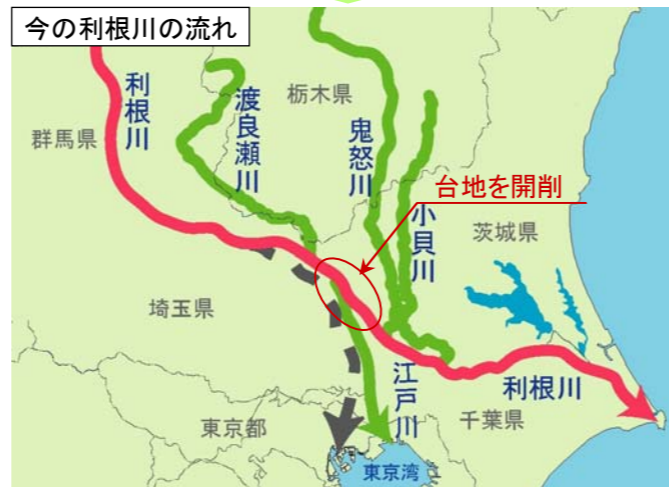 今の利根川の流れ
利根川
渡良瀬川
栃木県
鬼怒川
群馬県
台地を開削
小貝川
茨城県
埼玉県
江戸川
利根川
千葉県
東京都
東京湾